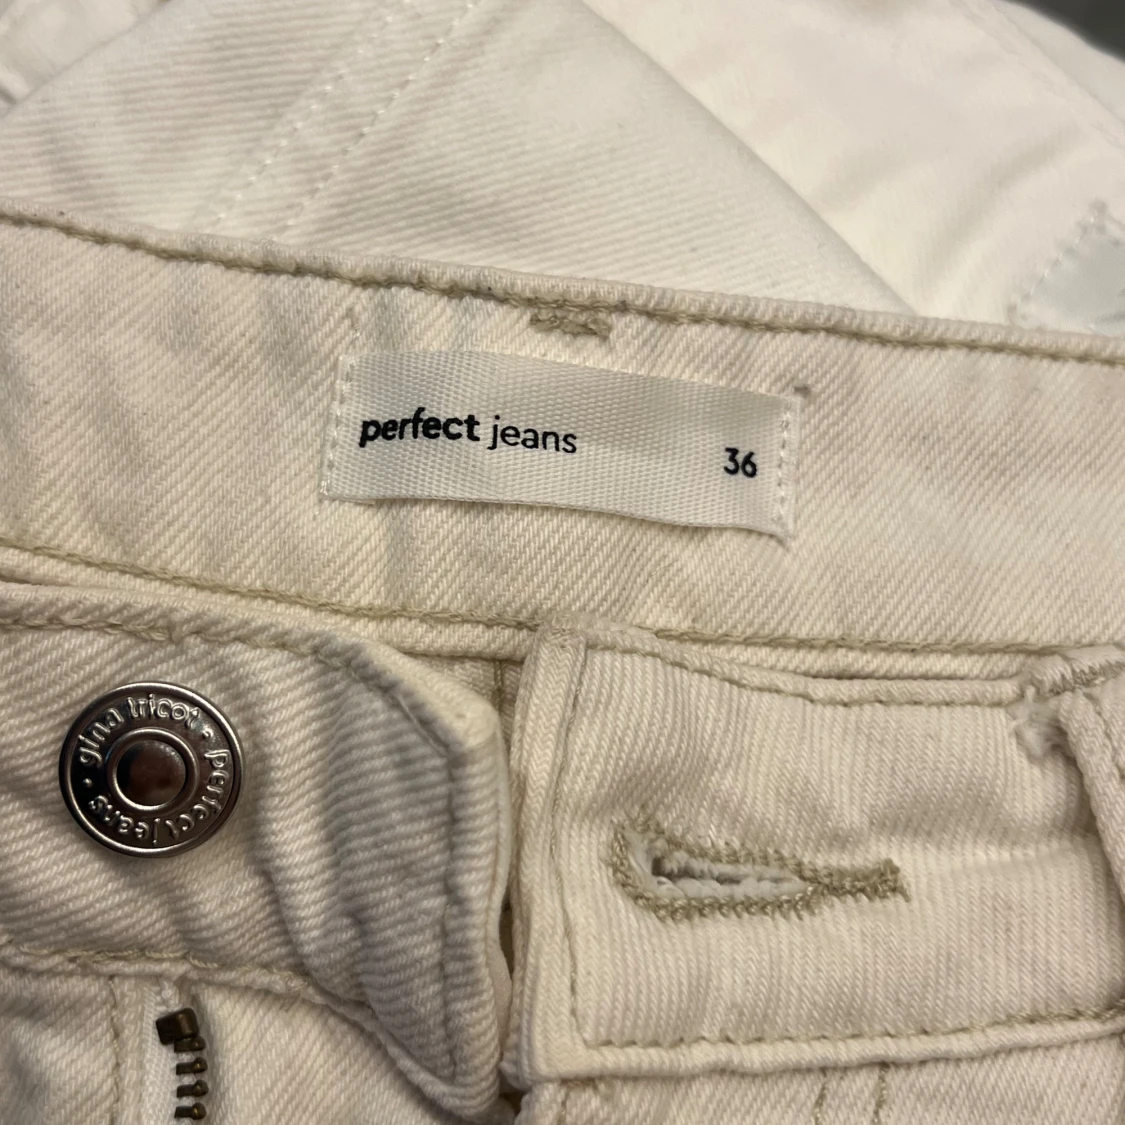 perfect jeans 36
gina tricot • perfect jeans •